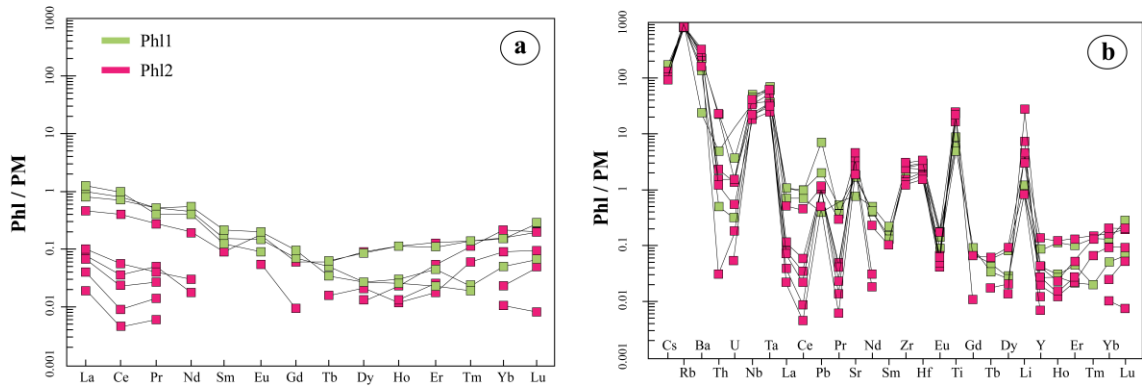 a
Phl1
Phl2
Phl / PM
1000
100
10
1
0.1
0.01
0.001
La Ce Pr Nd Sm Eu Gd Tb Dy Ho Er Tm Yb Lu
b
Phl / PM
1000
100
10
1
0.1
0.01
0.001
Cs Ba U Ta Ce Pr Nd Zr Eu Gd Dy Y Er Yb
Rb Th Nb La Pb Sr Sm Hf Ti Tb Li Ho Tm Lu